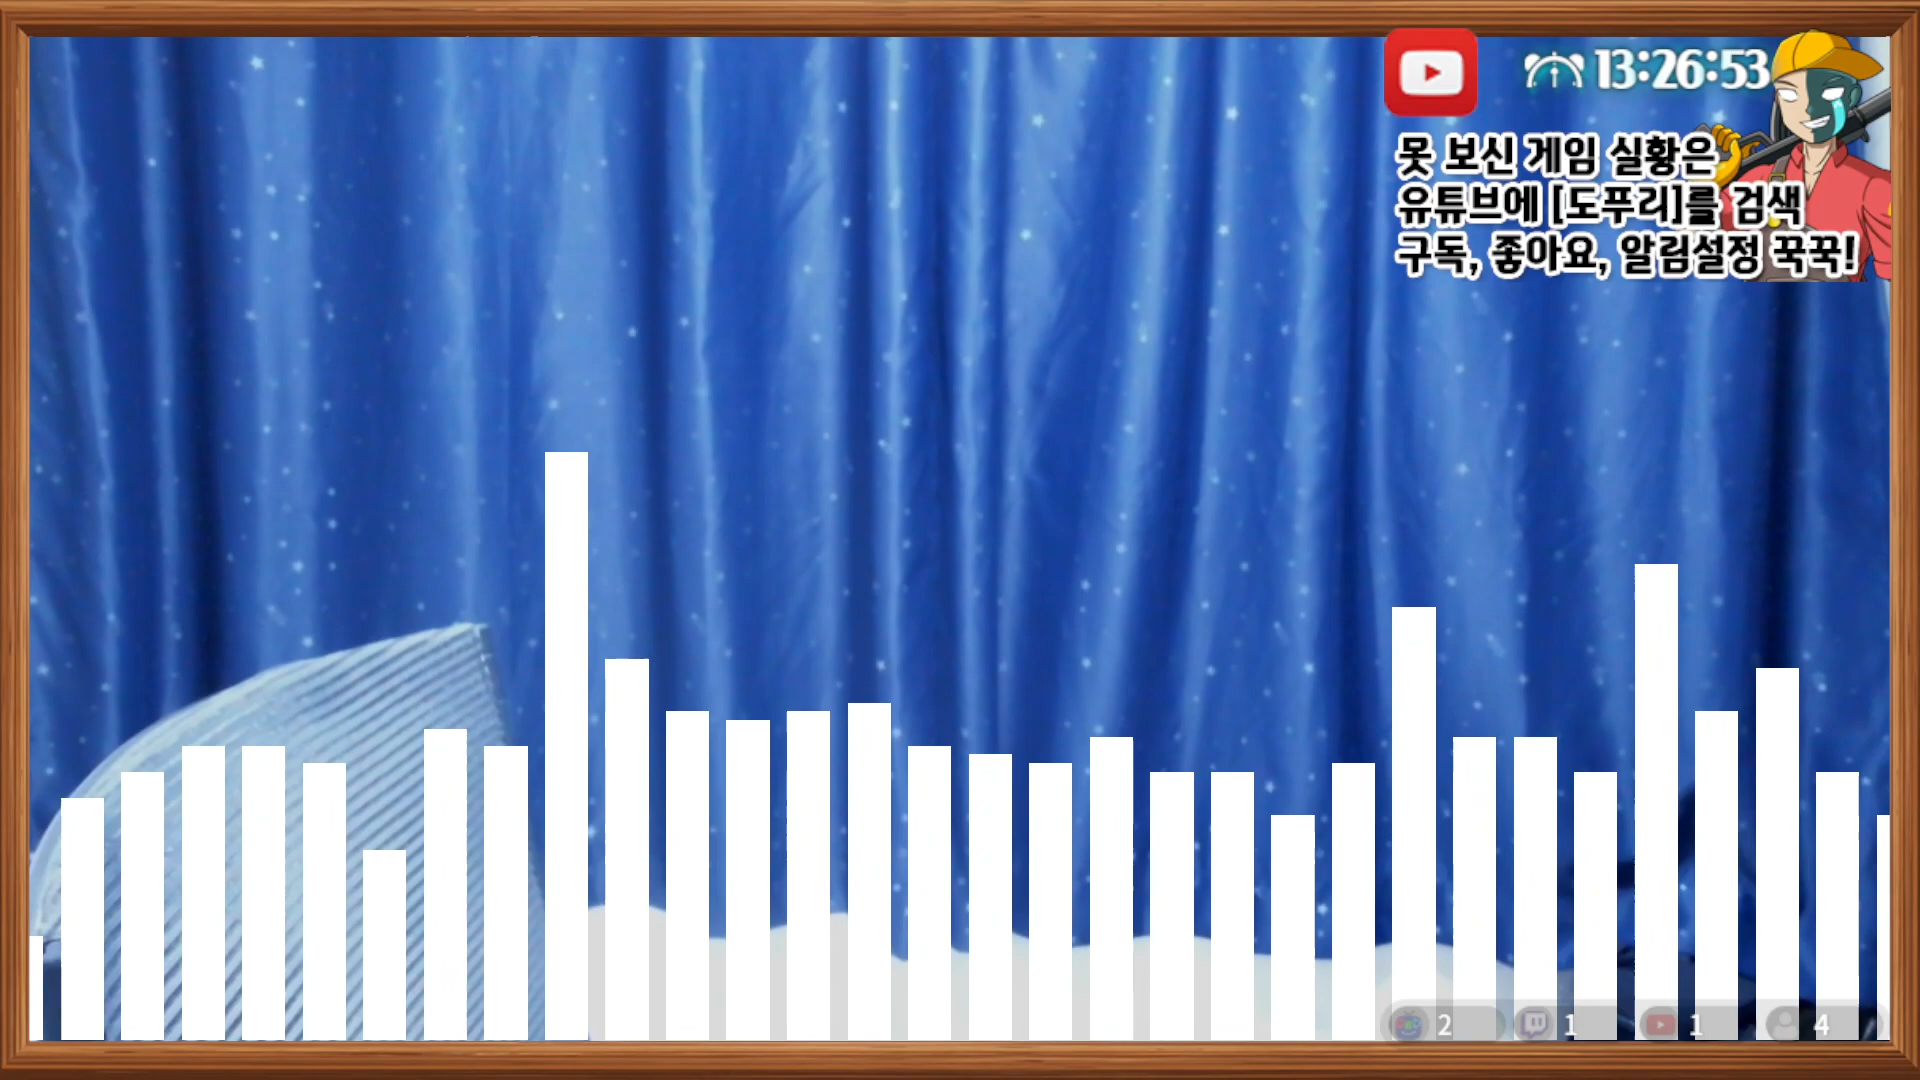 13:26:53
못 보신 게임 실황은
유튜브에 [도푸리]를 검색
구독, 좋아요, 알림설정 꾹꾹!
2 1 1 4